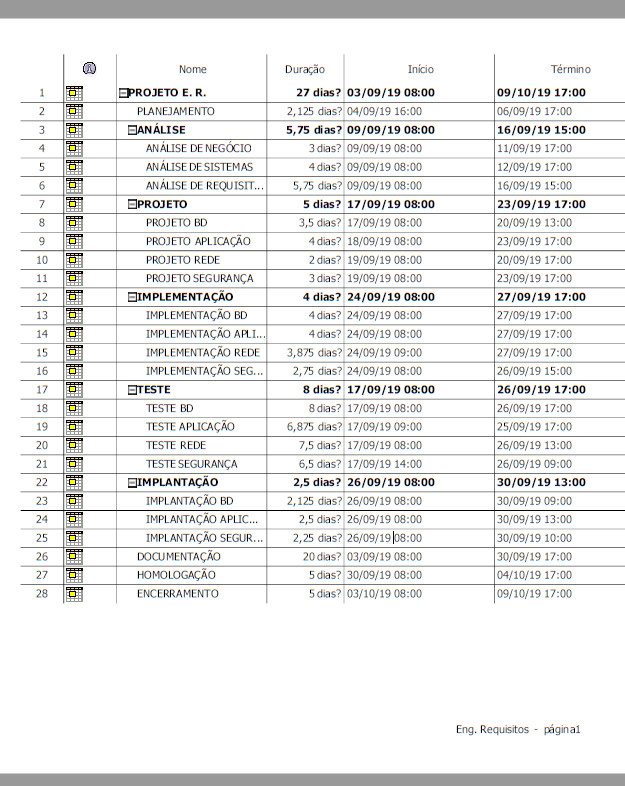 Nome Duração Início Término
1 PROJETO E. R. 27 dias? 03/09/19 08:00 09/10/19 17:00
2 PLANEJAMENTO 2,125 dias? 04/09/19 16:00 06/09/19 17:00
3 ANÁLISE 5,75 dias? 09/09/19 08:00 16/09/19 15:00
4 ANÁLISE DE NEGÓCIO 3 dias? 09/09/19 08:00 11/09/19 17:00
5 ANÁLISE DE SISTEMAS 4 dias? 09/09/19 08:00 12/09/19 17:00
6 ANÁLISE DE REQUISIT... 5,75 dias? 09/09/19 08:00 16/09/19 15:00
7 PROJETO 5 dias? 17/09/19 08:00 23/09/19 17:00
8 PROJETO BD 3,5 dias? 17/09/19 08:00 20/09/19 13:00
9 PROJETO APLICAÇÃO 4 dias? 18/09/19 08:00 23/09/19 17:00
10 PROJETO REDE 2 dias? 19/09/19 08:00 20/09/19 17:00
11 PROJETO SEGURANÇA 3 dias? 19/09/19 08:00 23/09/19 17:00
12 IMPLEMENTAÇÃO 4 dias? 24/09/19 08:00 27/09/19 17:00
13 IMPLEMENTAÇÃO BD 4 dias? 24/09/19 08:00 27/09/19 17:00
14 IMPLEMENTAÇÃO APLI... 4 dias? 24/09/19 08:00 27/09/19 17:00
15 IMPLEMENTAÇÃO REDE 3,875 dias? 24/09/19 09:00 27/09/19 17:00
16 IMPLEMENTAÇÃO SEG... 2,75 dias? 24/09/19 08:00 26/09/19 15:00
17 TESTE 8 dias? 17/09/19 08:00 26/09/19 17:00
18 TESTE BD 8 dias? 17/09/19 08:00 26/09/19 17:00
19 TESTE APLICAÇÃO 6,875 dias? 17/09/19 09:00 25/09/19 17:00
20 TESTE REDE 7,5 dias? 17/09/19 08:00 26/09/19 13:00
21 TESTE SEGURANÇA 6,5 dias? 17/09/19 14:00 26/09/19 09:00
22 IMPLANTAÇÃO 2,5 dias? 26/09/19 08:00 30/09/19 13:00
23 IMPLANTAÇÃO BD 2,125 dias? 26/09/19 08:00 30/09/19 09:00
24 IMPLANTAÇÃO APLIC... 2,5 dias? 26/09/19 08:00 30/09/19 13:00
25 IMPLANTAÇÃO SEGUR... 2,25 dias? 26/09/19 08:00 30/09/19 10:00
26 DOCUMENTAÇÃO 20 dias? 03/09/19 08:00 30/09/19 17:00
27 HOMOLOGAÇÃO 5 dias? 30/09/19 08:00 04/10/19 17:00
28 ENCERRAMENTO 5 dias? 03/10/19 08:00 09/10/19 17:00
Eng. Requisitos - página1